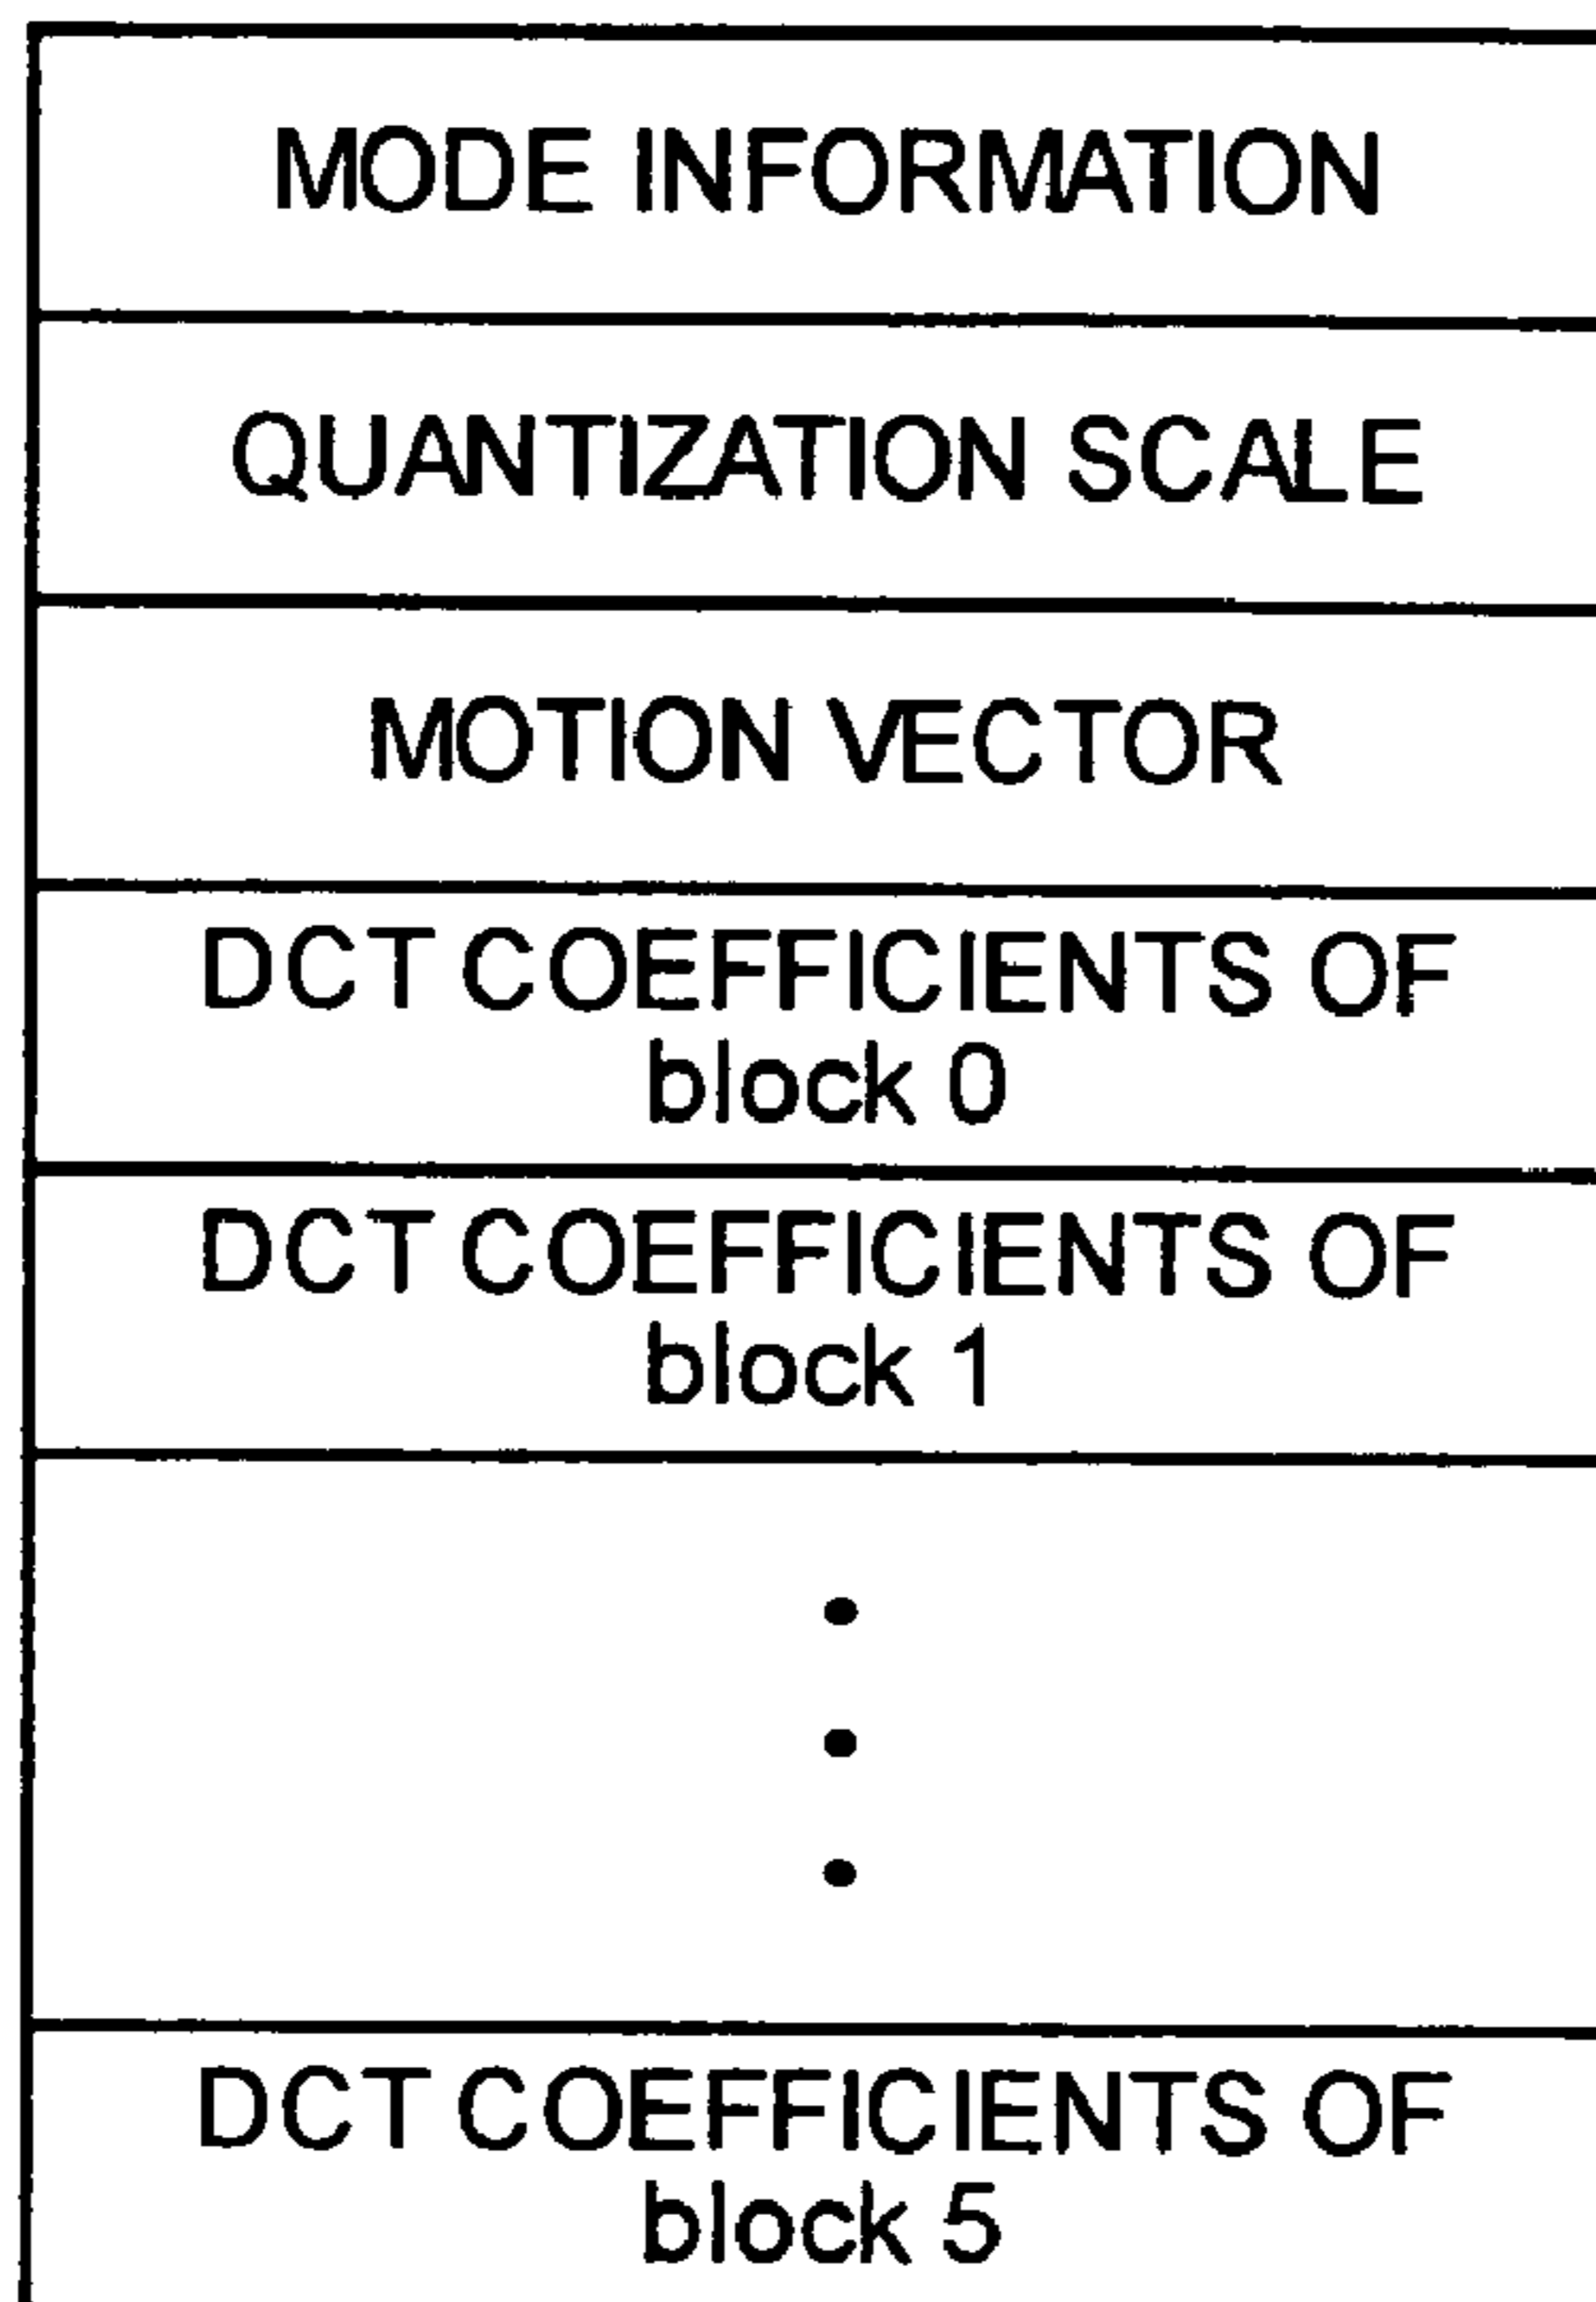 MODE INFORMATION
QUANTIZATION SCALE
MOTION VECTOR
DCT COEFFICIENTS OF
block 0
DCT COEFFICIENTS OF
block 1
DCT COEFFICIENTS OF
block 5